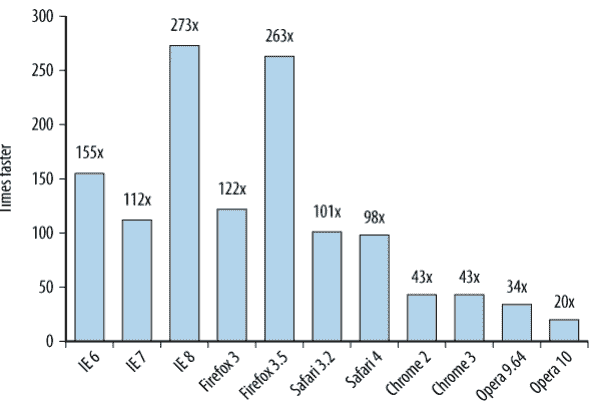 Times faster
300
250
200
150
100
50
0
155x
112x
273x
122x
263x
101x
98x
43x
43x
34x
20x
IE 6
IE 7
IE 8
Firefox 3
Firefox 3.5
Safari 3.2
Safari 4
Chrome 2
Chrome 3
Opera 9.64
Opera 10